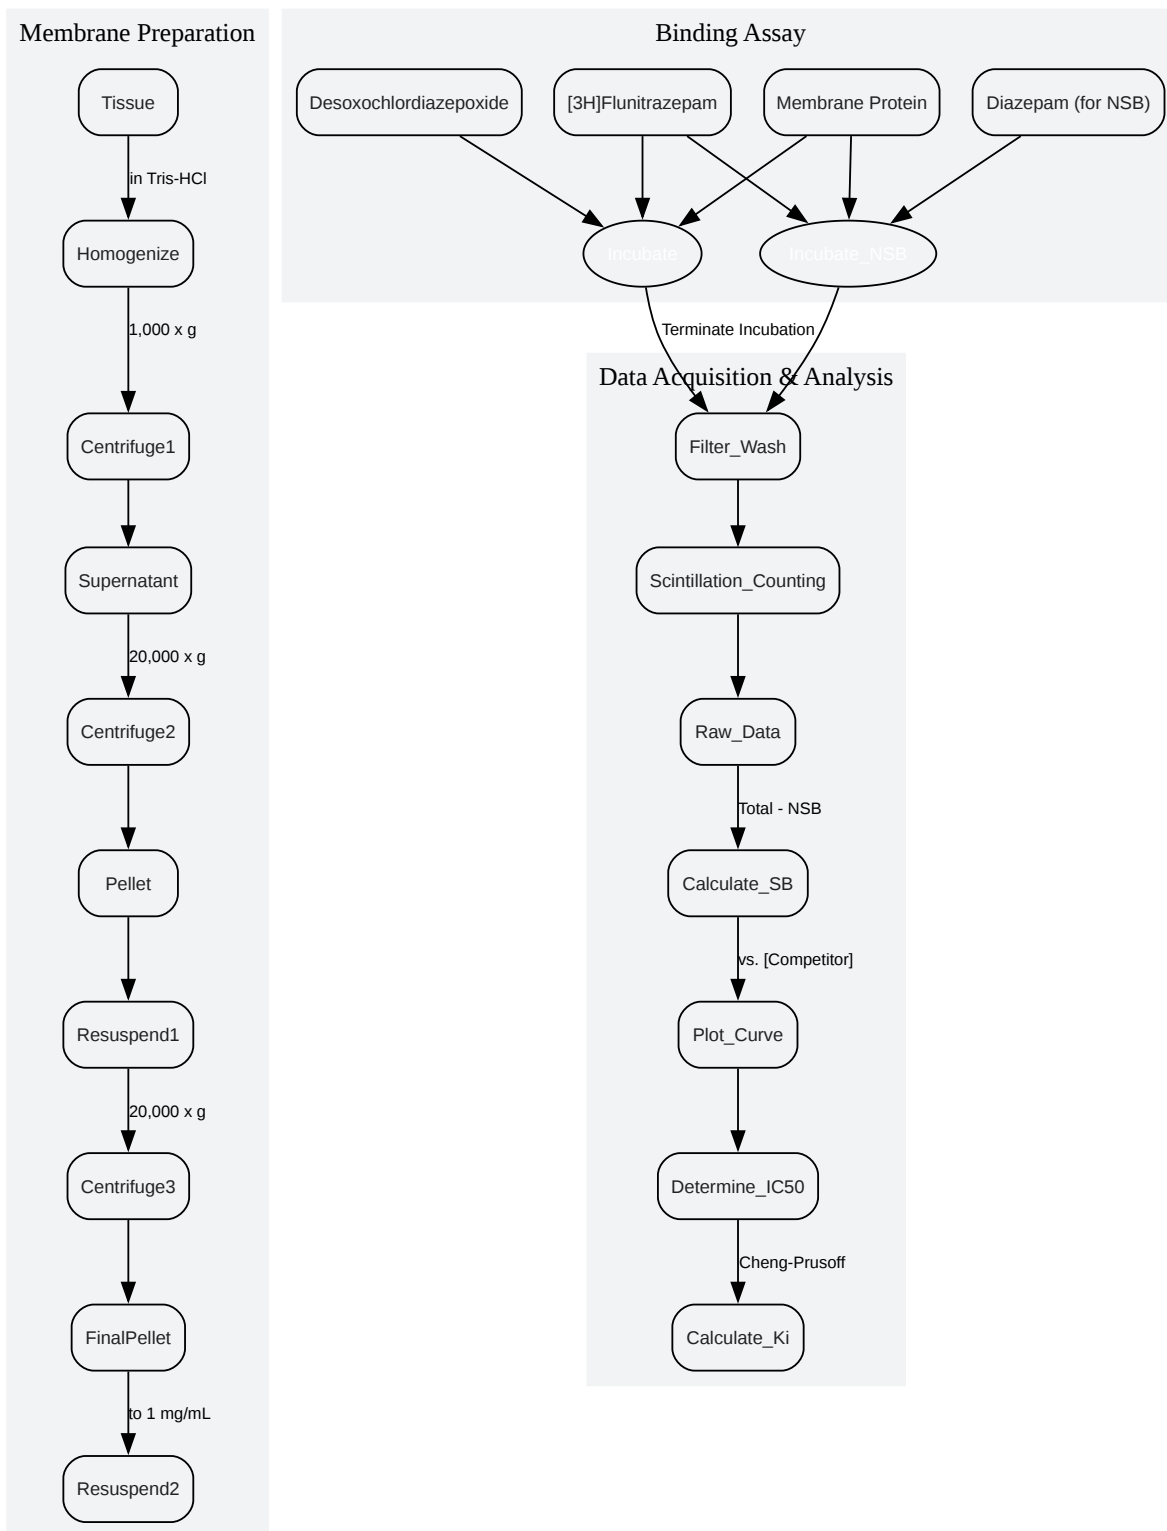 Membrane Preparation
Tissue
in Tris-HCl
Homogenize
1,000 x g
Centrifuge1
Supernatant
20,000 x g
Centrifuge2
Pellet
Resuspend1
20,000 x g
Centrifuge3
FinalPellet
to 1 mg/mL
Resuspend2
Binding Assay
Desoxochlordiazepoxide
[3H]Flunitrazepam
Membrane Protein
Diazepam (for NSB)
Incubate
Incubate_NSB
Terminate Incubation
Data Acquisition & Analysis
Filter_Wash
Scintillation_Counting
Raw_Data
Total - NSB
Calculate_SB
vs. [Competitor]
Plot_Curve
Determine_IC50
Cheng-Prusoff
Calculate_Ki